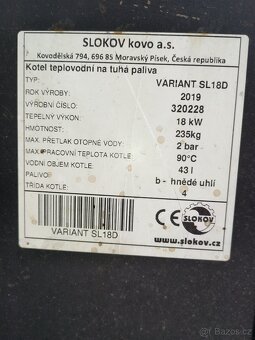 SLOKOV kovo a.s.
Kovodělská 794, 696 85 Moravský Písek, Česká republika
Kotel teplovodní na tuhá paliva
TYP: VARIANT SL18D
ROK VÝROBY: 2019
VÝROBNÍ ČÍSLO: 320228
TEPELNÝ VÝKON: 18 kW
HMOTNOST: 235kg
MAX. PŘETLAK OTOPNÉ VODY: 2 bar
MAX. PRACOVNÍ TEPLOTA KOTLE: 90°C
VODNÍ OBJEM KOTLE: 43 l
PALIVO: b - hnědé uhlí
TŘÍDA KOTLE: 4
CE
SLOKOV
www.slokov.cz
VARIANT SL18D
Bazoš.cz